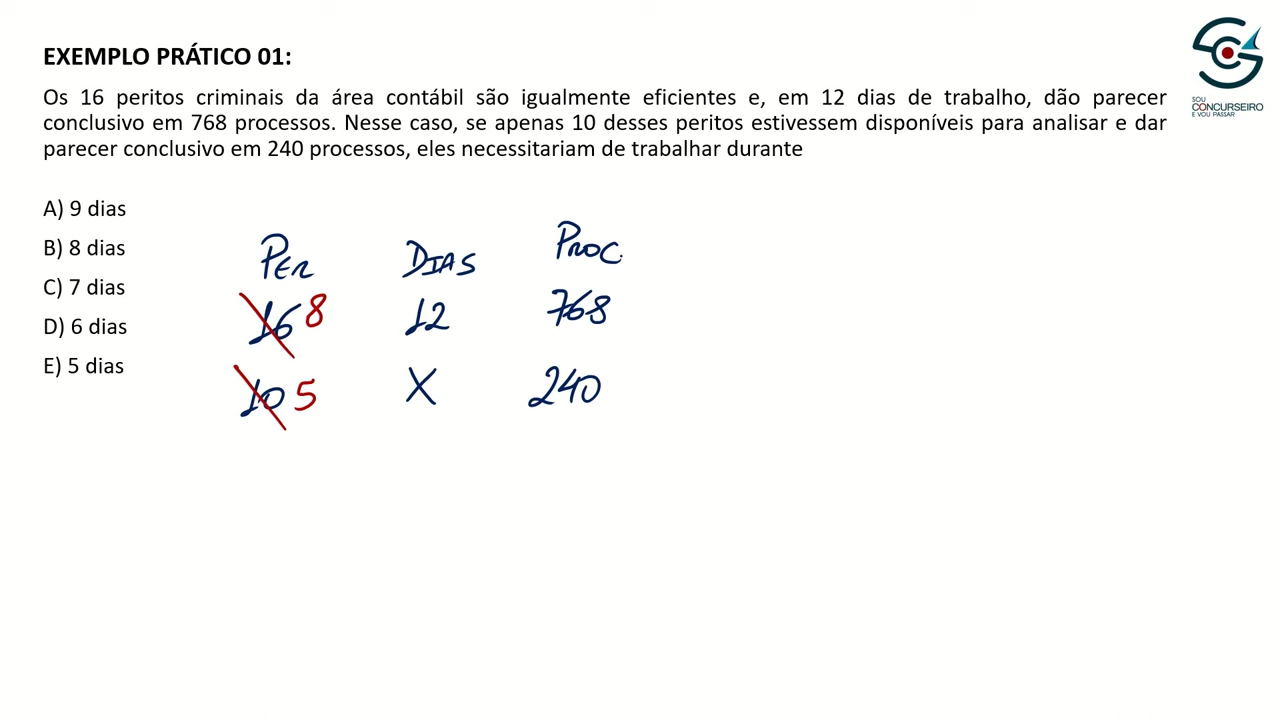 EXEMPLO PRÁTICO 01:
Os 16 peritos criminais da área contábil são igualmente eficientes e, em 12 dias de trabalho, dão parecer
conclusivo em 768 processos. Nesse caso, se apenas 10 desses peritos estivessem disponíveis para analisar e dar
parecer conclusivo em 240 processos, eles necessitariam de trabalhar durante
SOU
CONCURSEIRO
E VOU PASSAR
A) 9 dias
B) 8 dias
C) 7 dias
D) 6 dias
E) 5 dias
PER DIAS PROC.
16 8 12 768
10 5 X 240